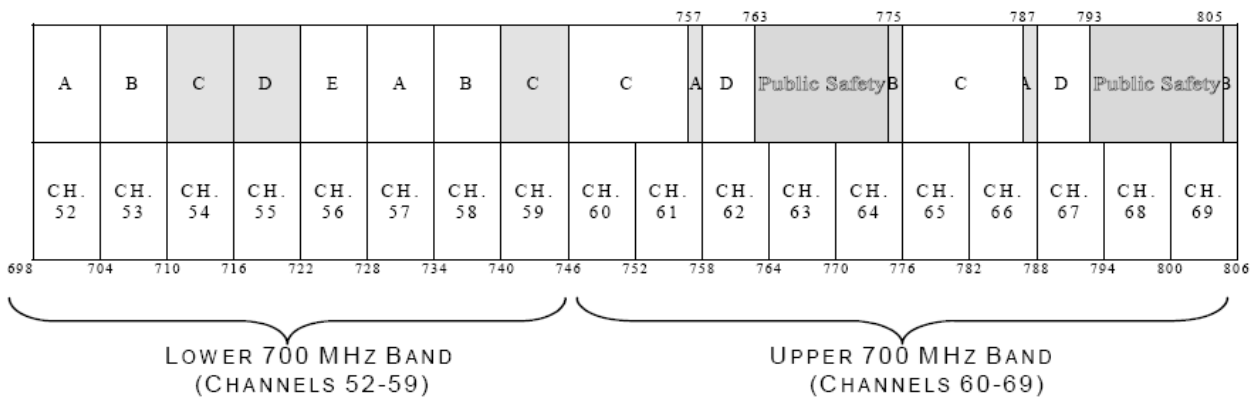 757 763 775 787 793 805
A B C D E A B C C A D Public Safety B C A D Public Safety B
CH. CH. CH. CH. CH. CH. CH. CH. CH. CH. CH. CH. CH. CH. CH. CH. CH. CH.
52 53 54 55 56 57 58 59 60 61 62 63 64 65 66 67 68 69
698 704 710 716 722 728 734 740 746 752 758 764 770 776 782 788 794 800 806
LOWER 700 MHZ BAND UPPER 700 MHZ BAND
(CHANNELS 52-59) (CHANNELS 60-69)